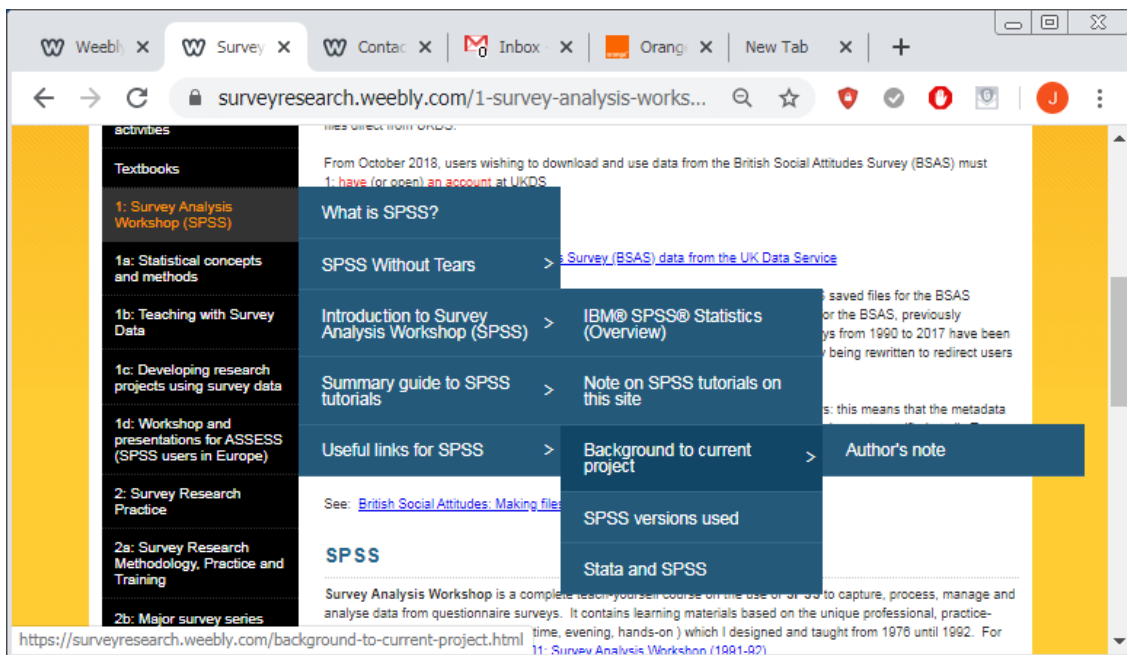 Weebly
Survey
Contac
Inbox -
Orang
New Tab
surveyresearch.weebly.com/1-survey-analysis-works...
J
activities
files direct from UKDS.
Textbooks
From October 2018, users wishing to download and use data from the British Social Attitudes Survey (BSAS) must
1: have (or open) an account at UKDS
1: Survey Analysis
Workshop (SPSS)
What is SPSS?
1a: Statistical concepts
and methods
SPSS Without Tears >
Survey (BSAS) data from the UK Data Service
1b: Teaching with Survey
Data
Introduction to Survey
Analysis Workshop (SPSS) >
IBM® SPSS® Statistics
(Overview)
saved files for the BSAS
or the BSAS, previously
ys from 1990 to 2017 have been
being rewritten to redirect users
1c: Developing research
projects using survey data
Summary guide to SPSS
tutorials >
Note on SPSS tutorials on
this site
s: this means that the metadata
1d: Workshop and
presentations for ASSESS
(SPSS users in Europe)
Useful links for SPSS >
Background to current
project >
Author's note
2: Survey Research
Practice
See: British Social Attitudes: Making files
SPSS versions used
2a: Survey Research
Methodology, Practice and
Training
SPSS
Stata and SPSS
Survey Analysis Workshop is a complete teach-yourself course on the use of SPSS to capture, process, manage and
2b: Major survey series
analyse data from questionnaire surveys. It contains learning materials based on the unique professional, practice-
https://surveyresearch.weebly.com/background-to-current-project.html
time, evening, hands-on ) which I designed and taught from 1976 until 1992. For
1: Survey Analysis Workshop (1991-92)